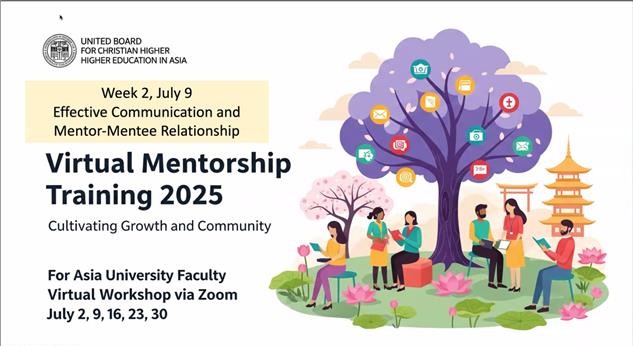 UNITED BOARD
FOR CHRISTIAN HIGHER
HIGHER EDUCATION IN ASIA
Week 2, July 9
Effective Communication and
Mentor-Mentee Relationship
Virtual Mentorship
Training 2025
Cultivating Growth and Community
For Asia University Faculty
Virtual Workshop via Zoom
July 2, 9, 16, 23, 30